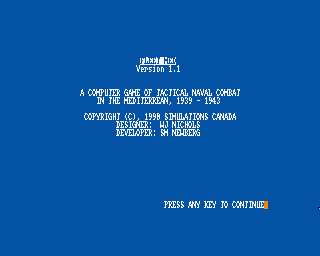 FLEET MED
Version 1.1
A COMPUTER GAME OF TACTICAL NAVAL COMBAT
IN THE MEDITERREAN, 1939 - 1943
COPYRIGHT (C), 1990 SIMULATIONS CANADA
DESIGNER: WJ NICHOLS
DEVELOPER: SM NEWBERG
PRESS ANY KEY TO CONTINUE